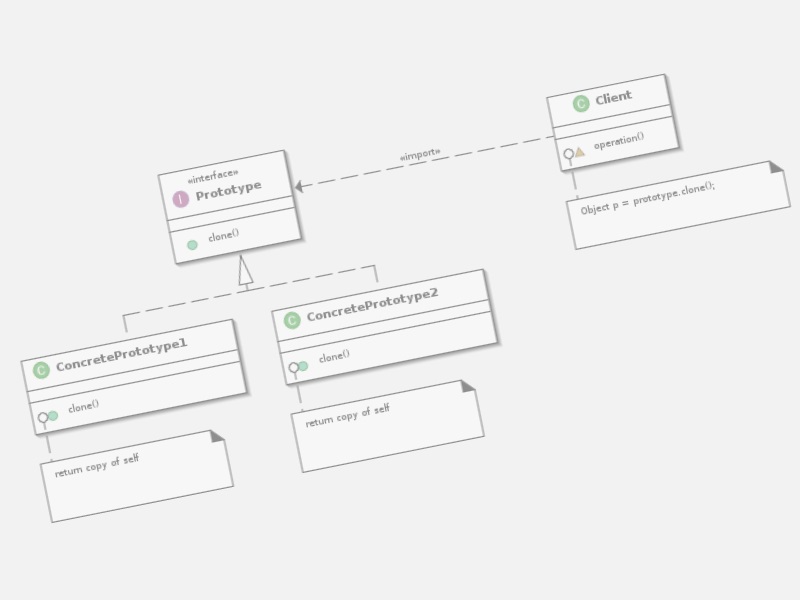 C Client
operation()
Object p = prototype.clone();
«import»
«interface»
I Prototype
clone()
C ConcretePrototype2
clone()
return copy of self
C ConcretePrototype1
clone()
return copy of self